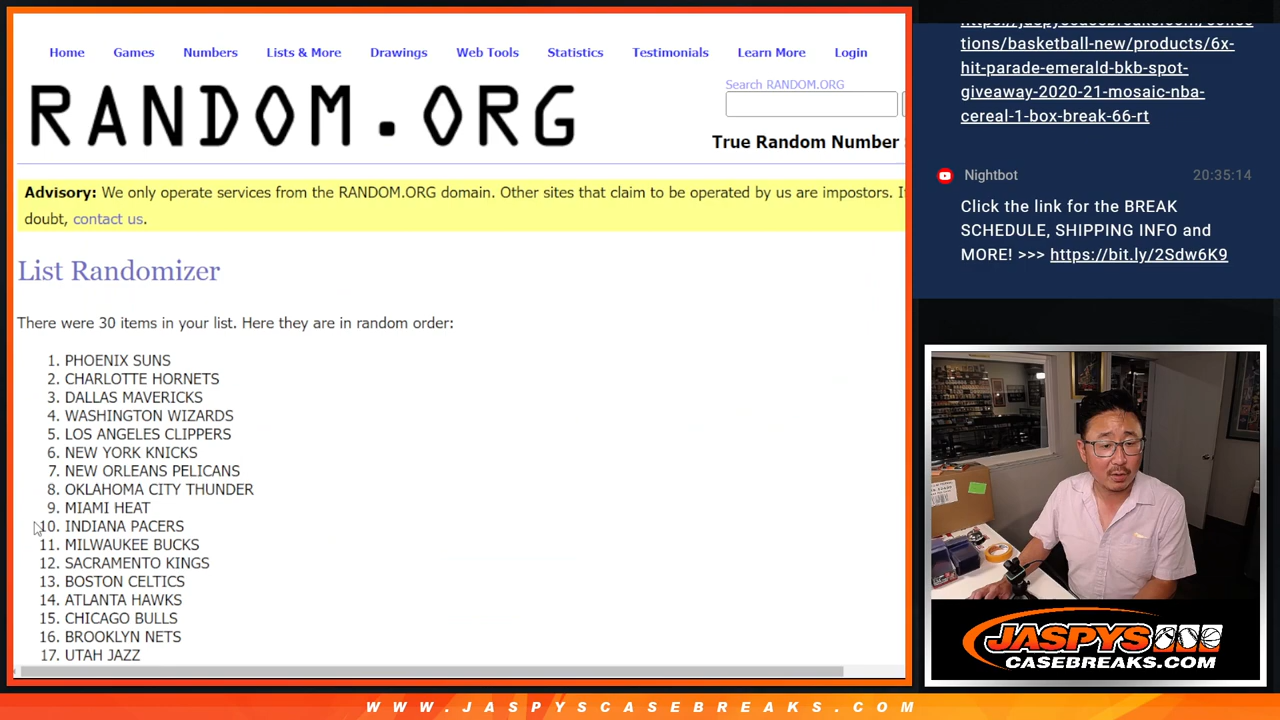 Home Games Numbers Lists & More Drawings Web Tools Statistics Testimonials Learn More Login
RANDOM.ORG
Search RANDOM.ORG
True Random Number
Advisory: We only operate services from the RANDOM.ORG domain. Other sites that claim to be operated by us are impostors. I
doubt, contact us.
List Randomizer
There were 30 items in your list. Here they are in random order:
1. PHOENIX SUNS
2. CHARLOTTE HORNETS
3. DALLAS MAVERICKS
4. WASHINGTON WIZARDS
5. LOS ANGELES CLIPPERS
6. NEW YORK KNICKS
7. NEW ORLEANS PELICANS
8. OKLAHOMA CITY THUNDER
9. MIAMI HEAT
10. INDIANA PACERS
11. MILWAUKEE BUCKS
12. SACRAMENTO KINGS
13. BOSTON CELTICS
14. ATLANTA HAWKS
15. CHICAGO BULLS
16. BROOKLYN NETS
17. UTAH JAZZ
https://jaspyscasebreaks.com/collec
tions/basketball-new/products/6x-
hit-parade-emerald-bkb-spot-
giveaway-2020-21-mosaic-nba-
cereal-1-box-break-66-rt
Nightbot 20:35:14
Click the link for the BREAK
SCHEDULE, SHIPPING INFO and
MORE! >>> https://bit.ly/2Sdw6K9
JASPYS
CASEBREAKS.COM
WWW.JASPYSCASEBREAKS.COM